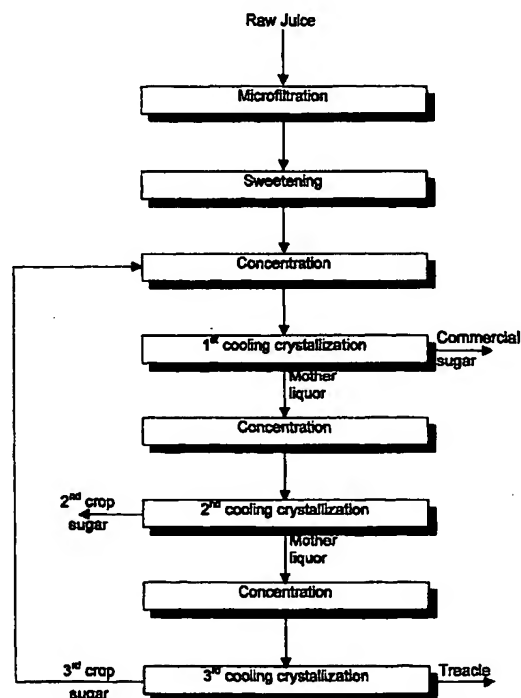 Raw Juice
Microfiltration
Sweetening
Concentration
1st cooling crystallization
Commercial
sugar
Mother
liquor
Concentration
2nd crop
sugar
2nd cooling crystallization
Mother
liquor
Concentration
3rd crop
sugar
3rd cooling crystallization
Treacle